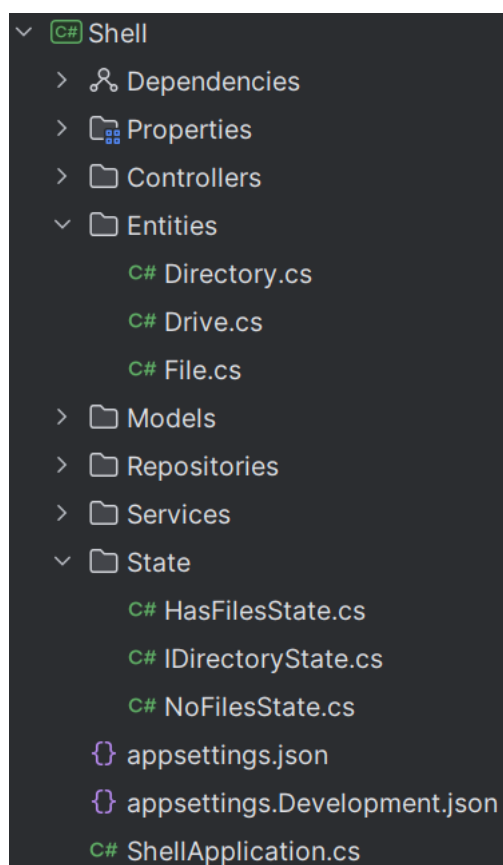 C# Shell
Dependencies
Properties
Controllers
Entities
C# Directory.cs
C# Drive.cs
C# File.cs
Models
Repositories
Services
State
C# HasFilesState.cs
C# IDirectoryState.cs
C# NoFilesState.cs
{} appsettings.json
{} appsettings.Development.json
C# ShellApplication.cs